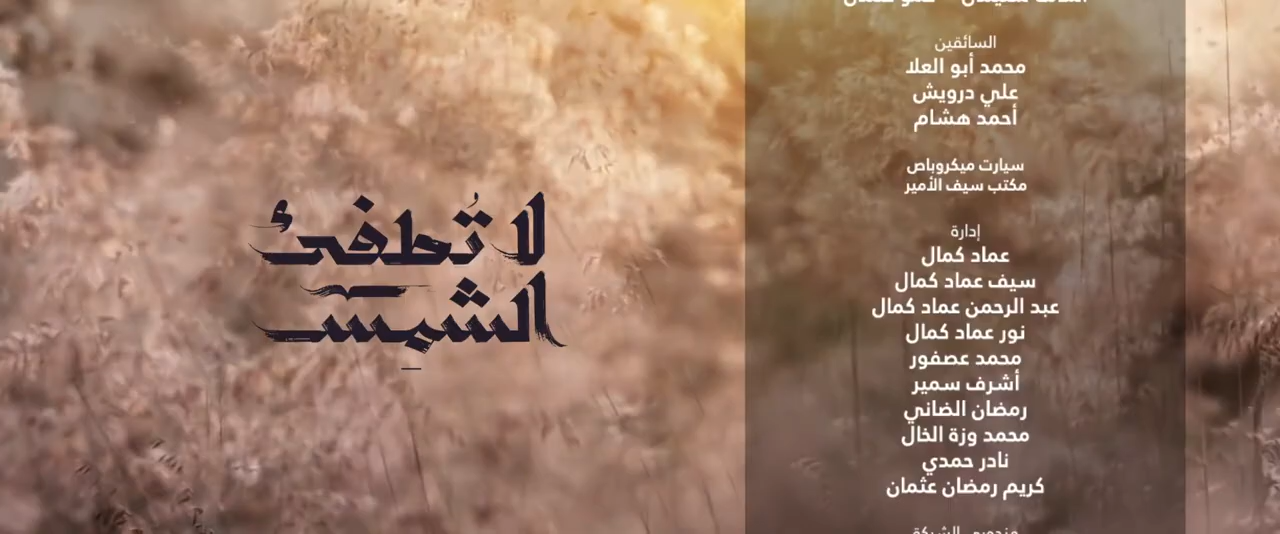 لا تُطفئ
الشمس
السائقين
محمد أبو العلا
علي درويش
أحمد هشام
سيارت ميكروباص
مكتب سيف الأمير
إدارة
عماد كمال
سيف عماد كمال
عبد الرحمن عماد كمال
نور عماد كمال
محمد عصفور
أشرف سمير
رمضان الضاني
محمد وزة الخال
نادر حمدي
كريم رمضان عثمان